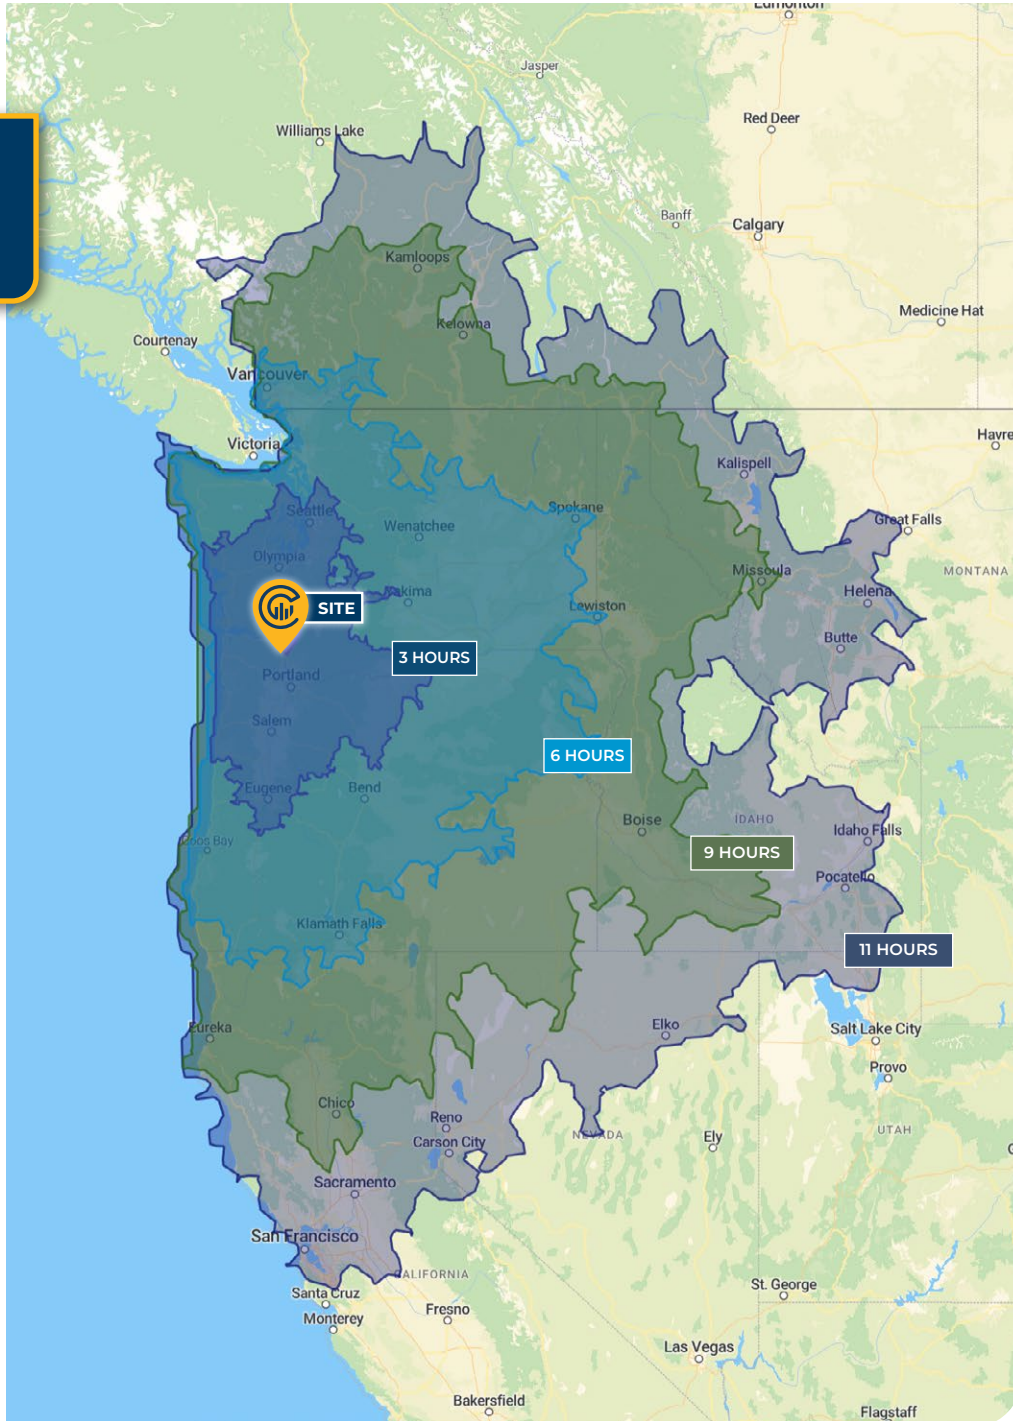 Edmonton
Jasper
Red Deer
Williams Lake
Banff
Calgary
Kamloops
Medicine Hat
Kelowna
Courtenay
Vancouver
Havre
Victoria
Kalispell
Spokane
Seattle
Great Falls
Wenatchee
Olympia
Missoula
MONTANA
Yakima
Helena
SITE
Lewiston
Butte
3 HOURS
Portland
Salem
6 HOURS
Eugene
Bend
Boise
IDAHO
Idaho Falls
Coos Bay
9 HOURS
Pocatello
Klamath Falls
11 HOURS
Eureka
Elko
Salt Lake City
Provo
Chico
Reno
NEVADA
Ely
UTAH
Carson City
Sacramento
San Francisco
CALIFORNIA
St. George
Santa Cruz
Fresno
Monterey
Las Vegas
Bakersfield
Flagstaff